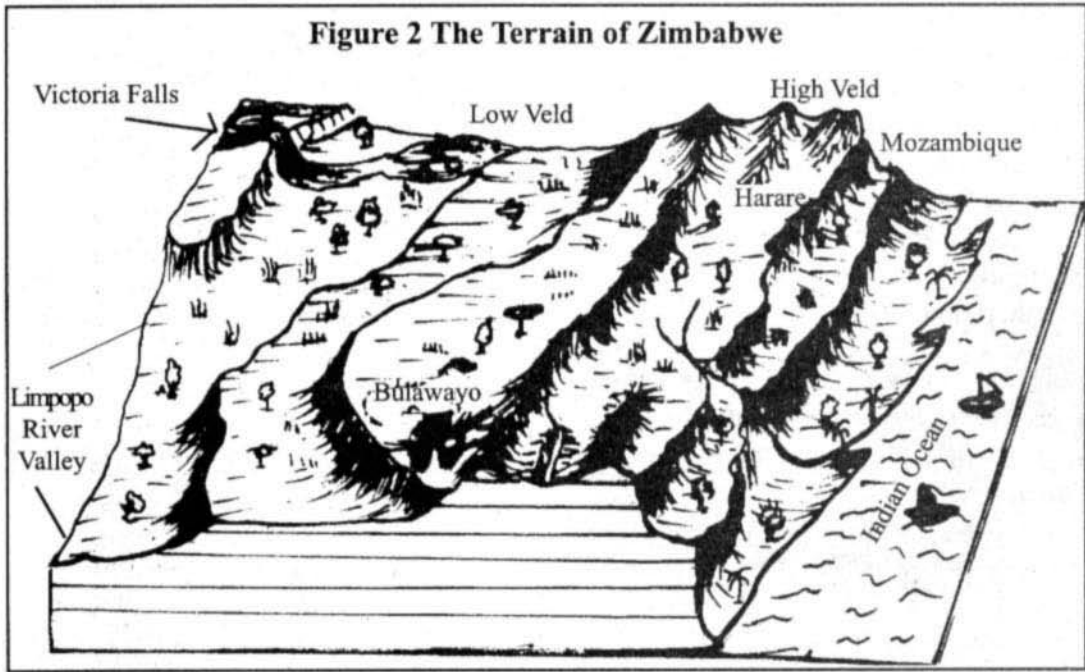 Figure 2 The Terrain of Zimbabwe
Victoria Falls
Low Veld
High Veld
Mozambique
Harare
Bulawayo
Limpopo
River
Valley
Indian Ocean